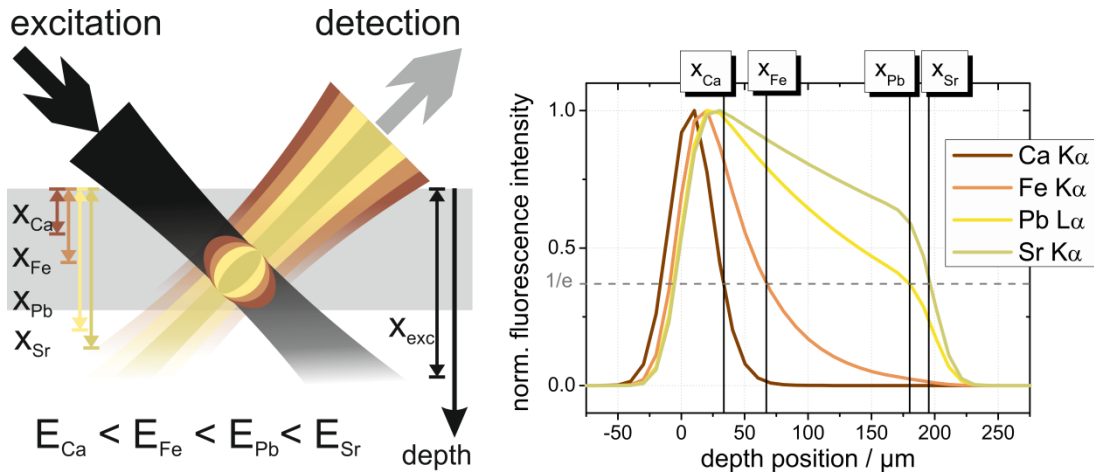 excitation
detection
x_Ca
x_Fe
x_Pb
x_Sr
x_exc
E_Ca < E_Fe < E_Pb < E_Sr
depth
x_Ca x_Fe x_Pb x_Sr
norm. fluorescence intensity
1.0
0.5
1/e
0.0
Ca Kα
Fe Kα
Pb Lα
Sr Kα
-50 0 50 100 150 200 250
depth position / µm